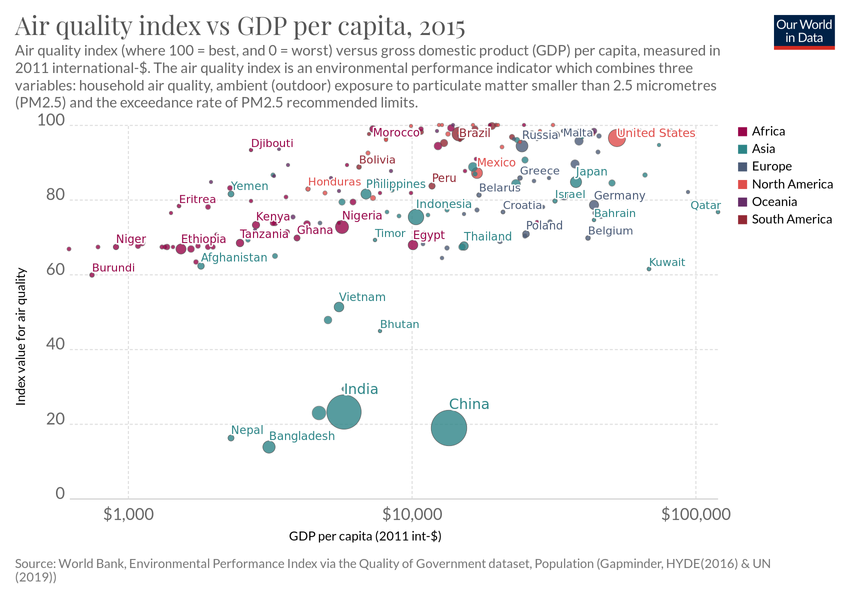 Air quality index vs GDP per capita, 2015
Our World
in Data
Air quality index (where 100 = best, and 0 = worst) versus gross domestic product (GDP) per capita, measured in
2011 international-$. The air quality index is an environmental performance indicator which combines three
variables: household air quality, ambient (outdoor) exposure to particulate matter smaller than 2.5 micrometres
(PM2.5) and the exceedance rate of PM2.5 recommended limits.
100
80
60
40
20
0
Index value for air quality
Morocco
Brazil
Russia
Malta
United States
Djibouti
Bolivia
Mexico
Greece
Japan
Yemen
Honduras
Philippines
Peru
Belarus
Israel
Germany
Eritrea
Kenya
Nigeria
Indonesia
Croatia
Bahrain
Qatar
Niger
Ethiopia
Tanzania
Ghana
Timor
Egypt
Thailand
Poland
Belgium
Burundi
Afghanistan
Kuwait
Vietnam
Bhutan
India
China
Nepal
Bangladesh
$1,000
$10,000
$100,000
GDP per capita (2011 int-$)
Africa
Asia
Europe
North America
Oceania
South America
Source: World Bank, Environmental Performance Index via the Quality of Government dataset, Population (Gapminder, HYDE(2016) & UN
(2019))